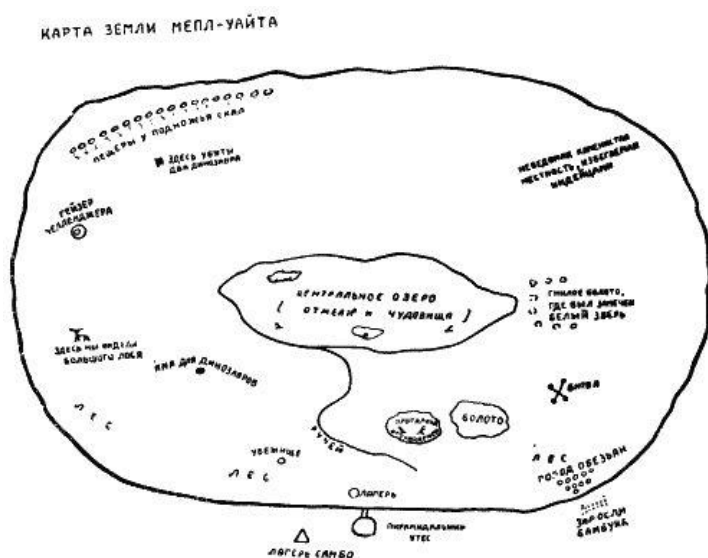 КАРТА ЗЕМЛИ МЕПЛ-УАЙТА
ПЕЩЕРЫ У ПОДНОЖЬЯ СКАЛ
ЗДЕСЬ УБИТЫ
ДВА ДИНОЗАВРА
НЕВЕДОМАЯ КАМЕНИСТАЯ
МЕСТНОСТЬ, ИЗБЕГАЕМАЯ
ИНДЕЙЦАМИ
ГЕЙЗЕР
ЧЕЛЛЕНДЖЕРА
ЦЕНТРАЛЬНОЕ ОЗЕРО
( ОТМЕЛИ И ЧУДОВИЩА )
ГНИЛОЕ БОЛОТО,
ГДЕ БЫЛ ЗАМЕЧЕН
БЕЛЫЙ ЗВЕРЬ
ЗДЕСЬ МЫ ВИДЕЛИ
БОЛЬШОГО ЛОСЯ
ЯМА ДЛЯ ДИНОЗАВРОВ
БИТВА
ЛЕС
ПРОГАЛИНА
БОЛОТО
РУЧЕЙ
УБЕЖИЩЕ
ЛЕС
ЛЕС
ГОРОД ОБЕЗЬЯН
ЛАГЕРЬ
ЗАРОСЛИ
БАМБУКА
ПИРАМИДАЛЬНЫЙ
УТЕС
ЛАГЕРЬ САМБО